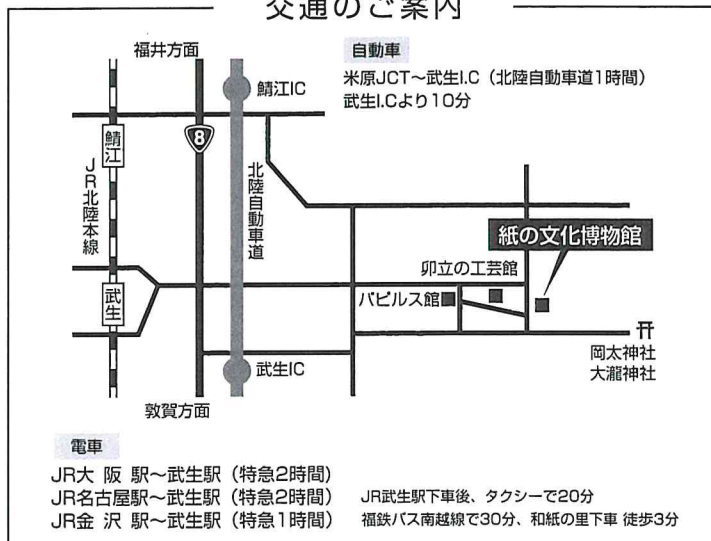 交通のご案内
福井方面
自動車
米原JCT〜武生I.C（北陸自動車道1時間）
武生I.Cより10分
鯖江IC
8
鯖江
JR北陸本線
北陸自動車道
紙の文化博物館
卯立の工芸館
パピルス館
武生
岡太神社
大瀧神社
武生IC
敦賀方面
電車
JR大 阪 駅〜武生駅（特急2時間）
JR名古屋駅〜武生駅（特急2時間）
JR金 沢 駅〜武生駅（特急1時間）
JR武生駅下車後、タクシーで20分
福鉄バス南越線で30分、和紙の里下車 徒歩3分